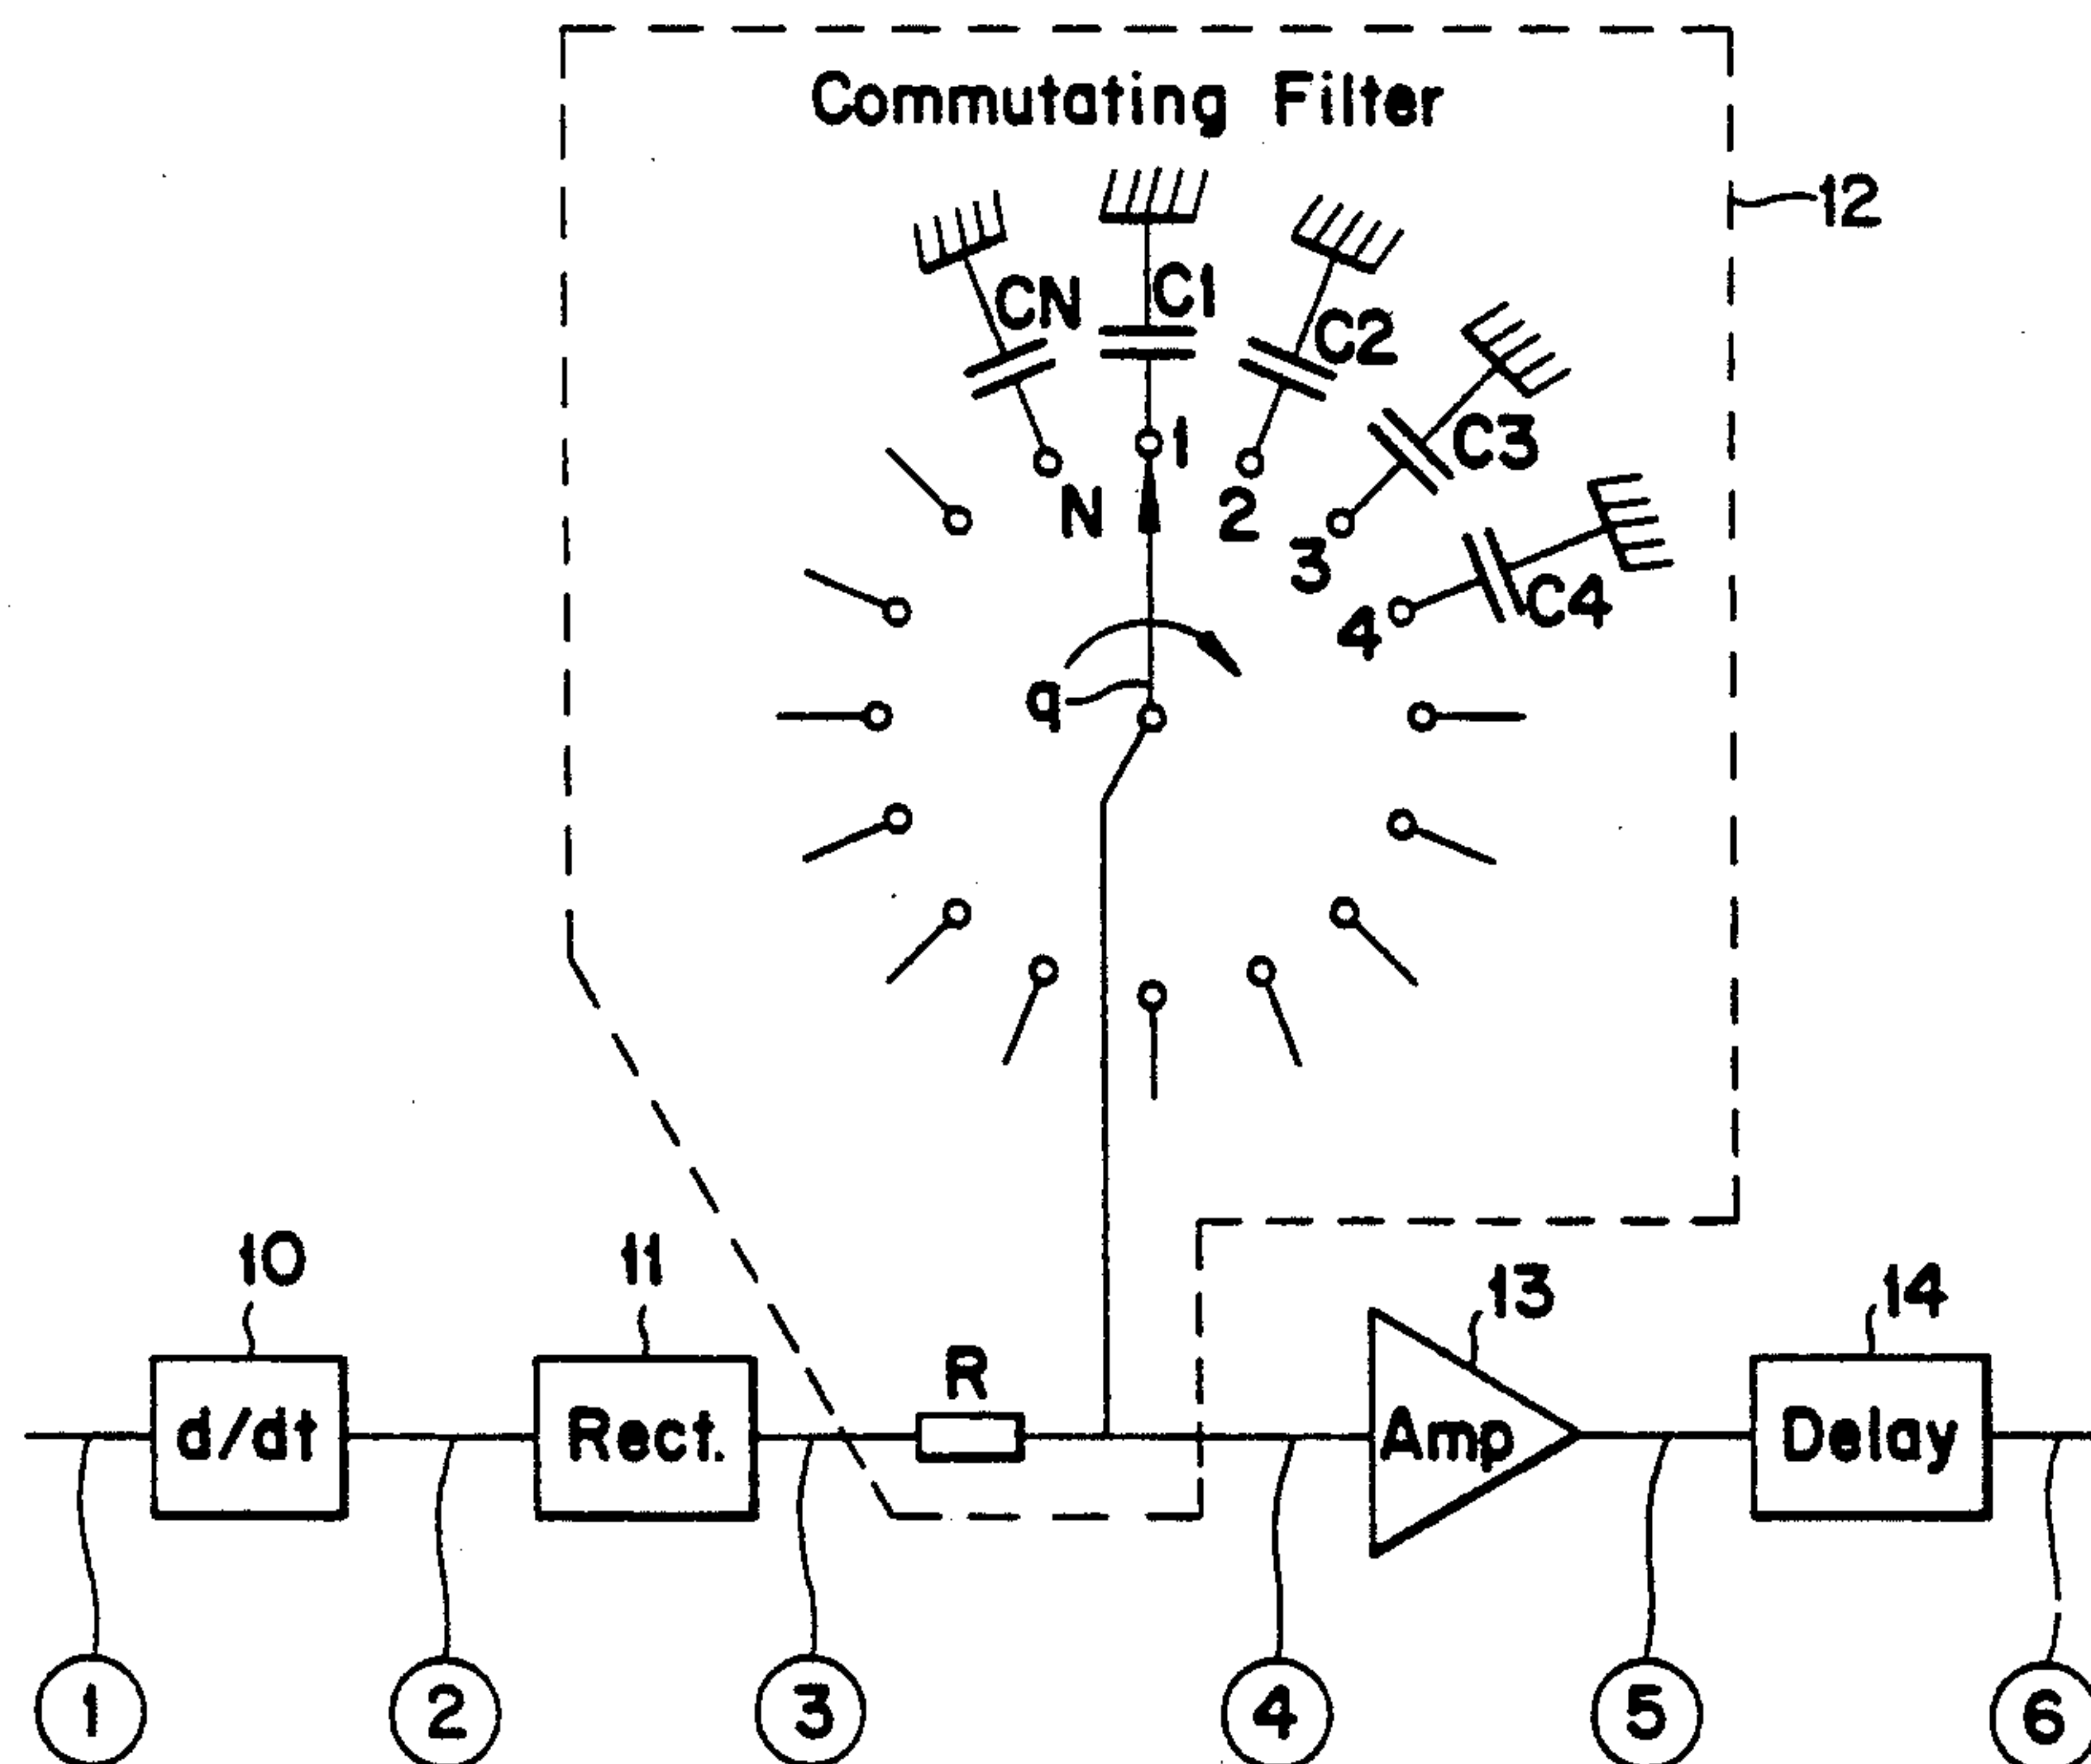 Commutating Filter
12
CN
C1
C2
C3
C4
1
N
2
3
4
q
10
11
R
13
14
d/dt
Rect.
Amp
Delay
1
2
3
4
5
6